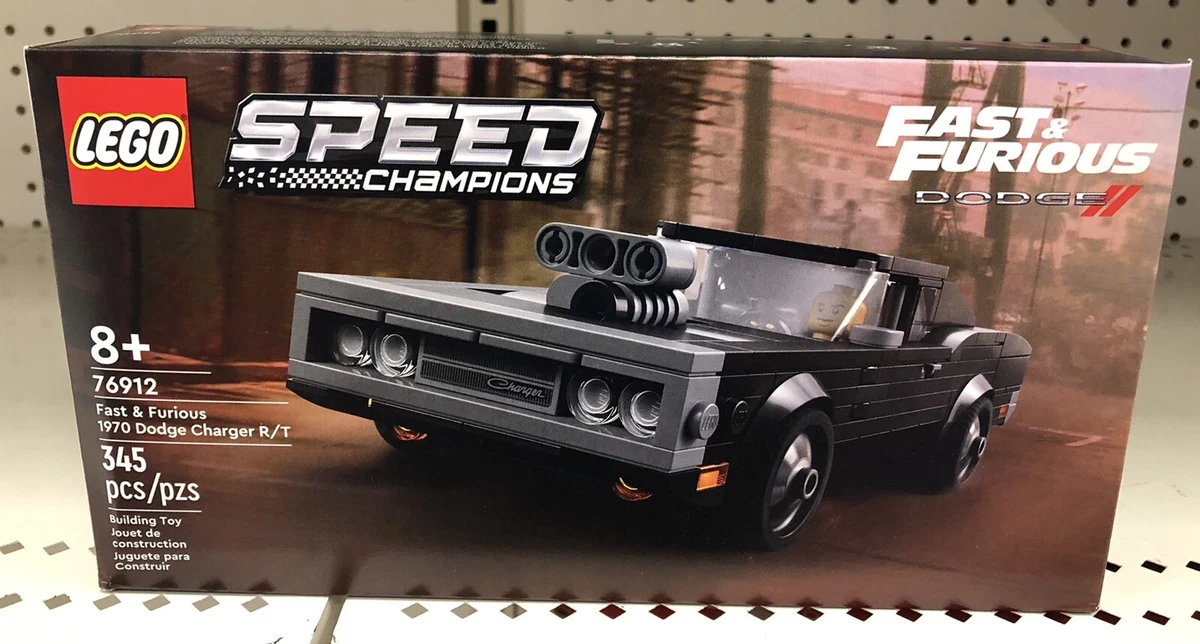 LEGO
SPEED
CHAMPIONS
FAST &
FURIOUS
DODGE
8+
76912
Fast & Furious
1970 Dodge Charger R/T
345
pcs/pzs
Building Toy
Jouet de
construction
Juguete para
Construir
Charger